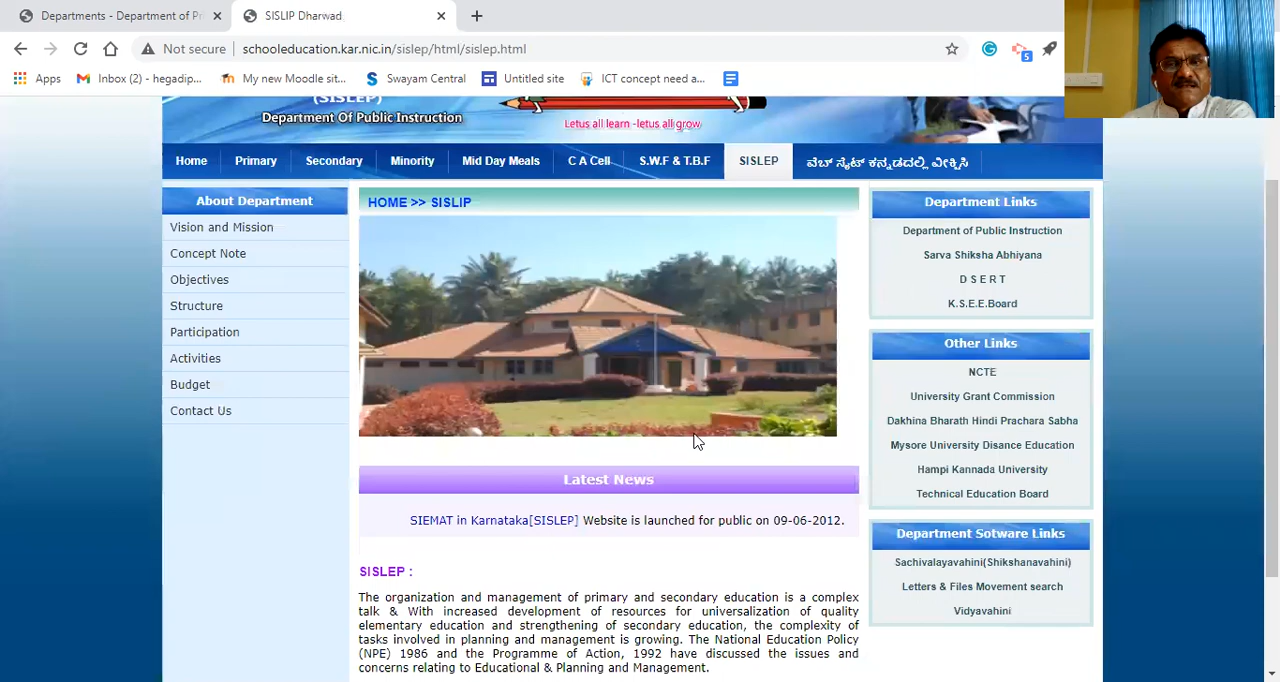 Departments - Department of Pri
SISLIP Dharwad
Not secure
schooleducation.kar.nic.in/sislep/html/sislep.html
5
Apps
Inbox (2) - hegadip...
My new Moodle sit...
Swayam Central
Untitled site
ICT concept need a...
(SISLEP)
Department Of Public Instruction
Letus all learn -letus all grow
Home
Primary
Secondary
Minority
Mid Day Meals
C A Cell
S.W.F & T.B.F
SISLEP
ವೆಬ್ ಸೈಟ್ ಕನ್ನಡದಲ್ಲಿ ವೀಕ್ಷಿಸಿ
About Department
Vision and Mission
Concept Note
Objectives
Structure
Participation
Activities
Budget
Contact Us
HOME >> SISLIP
Latest News
SIEMAT in Karnataka[SISLEP] Website is launched for public on 09-06-2012.
SISLEP :
The organization and management of primary and secondary education is a complex
talk & With increased development of resources for universalization of quality
elementary education and strengthening of secondary education, the complexity of
tasks involved in planning and management is growing. The National Education Policy
(NPE) 1986 and the Programme of Action, 1992 have discussed the issues and
concerns relating to Educational & Planning and Management.
Department Links
Department of Public Instruction
Sarva Shiksha Abhiyana
D S E R T
K.S.E.E.Board
Other Links
NCTE
University Grant Commission
Dakhina Bharath Hindi Prachara Sabha
Mysore University Disance Education
Hampi Kannada University
Technical Education Board
Department Sotware Links
Sachivalayavahini(Shikshanavahini)
Letters & Files Movement search
Vidyavahini